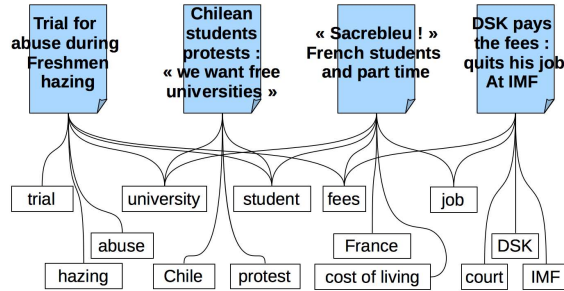 Trial for
abuse during
Freshmen
hazing
Chilean
students
protests :
« we want free
universities »
« Sacrebleu ! »
French students
and part time
DSK pays
the fees :
quits his job
At IMF
trial
university
student
fees
job
abuse
France
DSK
hazing
Chile
protest
cost of living
court
IMF